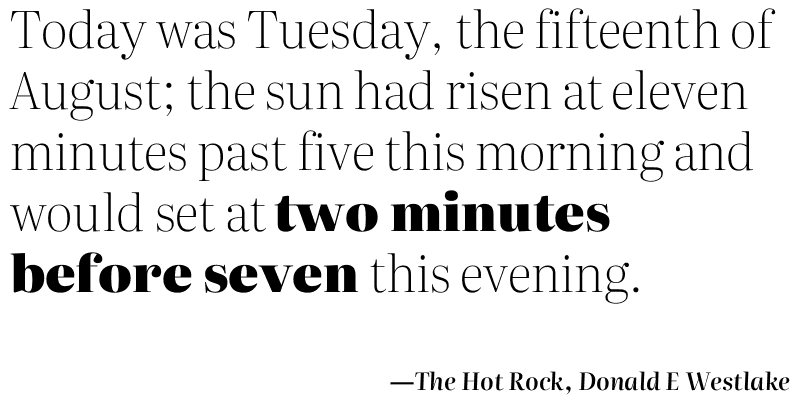 Today was Tuesday, the fifteenth of
August; the sun had risen at eleven
minutes past five this morning and
would set at two minutes
before seven this evening.
—The Hot Rock, Donald E Westlake